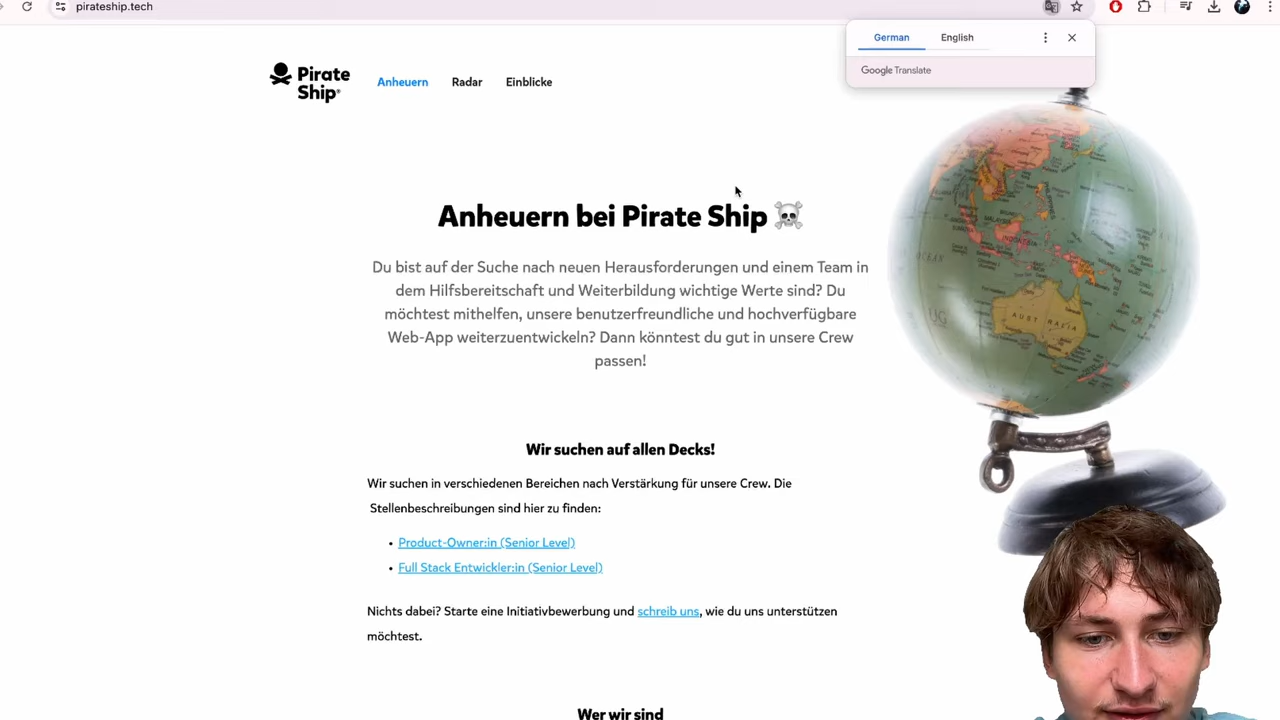 pirateship.tech
German English
Google Translate
Pirate
Ship®
Anheuern Radar Einblicke
Anheuern bei Pirate Ship ☠️
Du bist auf der Suche nach neuen Herausforderungen und einem Team in
dem Hilfsbereitschaft und Weiterbildung wichtige Werte sind? Du
möchtest mithelfen, unsere benutzerfreundliche und hochverfügbare
Web-App weiterzuentwickeln? Dann könntest du gut in unsere Crew
passen!
AUSTRALIA
Wir suchen auf allen Decks!
Wir suchen in verschiedenen Bereichen nach Verstärkung für unsere Crew. Die
Stellenbeschreibungen sind hier zu finden:
• Product-Owner:in (Senior Level)
• Full Stack Entwickler:in (Senior Level)
Nichts dabei? Starte eine Initiativbewerbung und schreib uns, wie du uns unterstützen
möchtest.
Wer wir sind